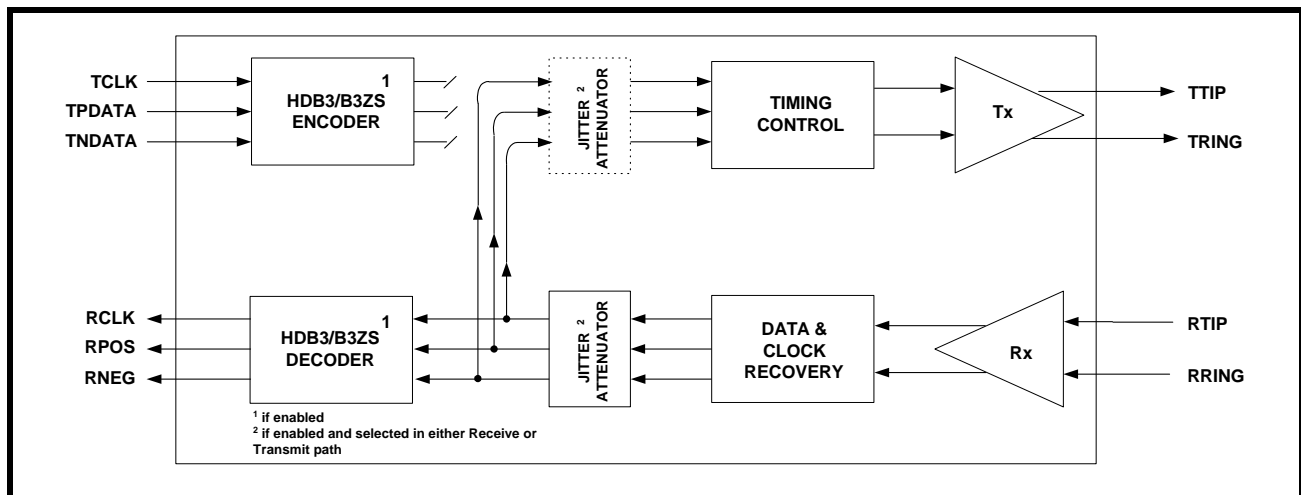 TCLK
TPDATA
TNDATA
HDB3/B3ZS 1
ENCODER
JITTER 2
ATTENUATOR
TIMING
CONTROL
Tx
TTIP
TRING
RCLK
RPOS
RNEG
HDB3/B3ZS 1
DECODER
JITTER 2
ATTENUATOR
DATA &
CLOCK
RECOVERY
Rx
RTIP
RRING
1 if enabled
2 if enabled and selected in either Receive or
Transmit path